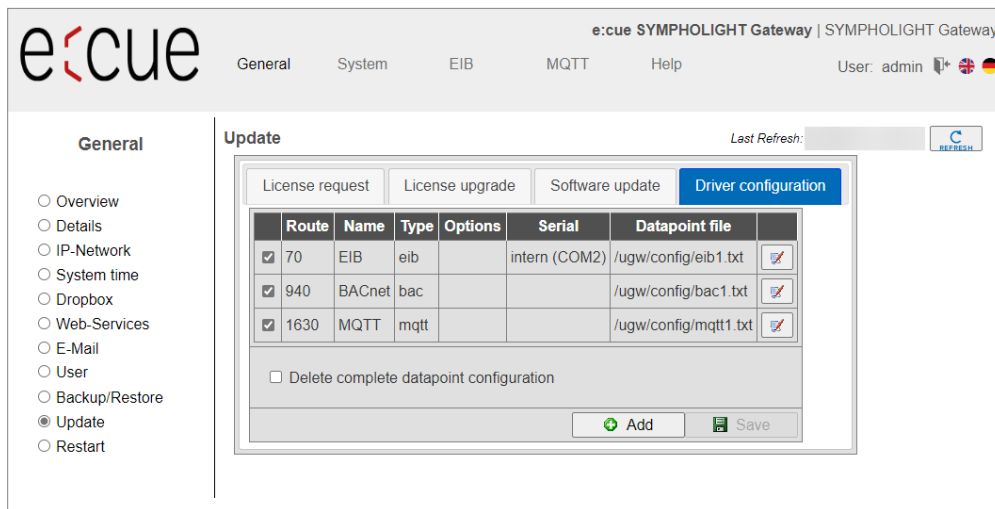 e:cue
e:cue SYMPHOLIGHT Gateway | SYMPHOLIGHT Gateway
General System EIB MQTT Help
User: admin
General
Update
Last Refresh:
REFRESH
Overview
Details
IP-Network
System time
Dropbox
Web-Services
E-Mail
User
Backup/Restore
Update
Restart
License request License upgrade Software update Driver configuration
Route Name Type Options Serial Datapoint file
70 EIB eib intern (COM2) /ugw/config/eib1.txt
940 BACnet bac /ugw/config/bac1.txt
1630 MQTT mqtt /ugw/config/mqtt1.txt
Delete complete datapoint configuration
Add Save